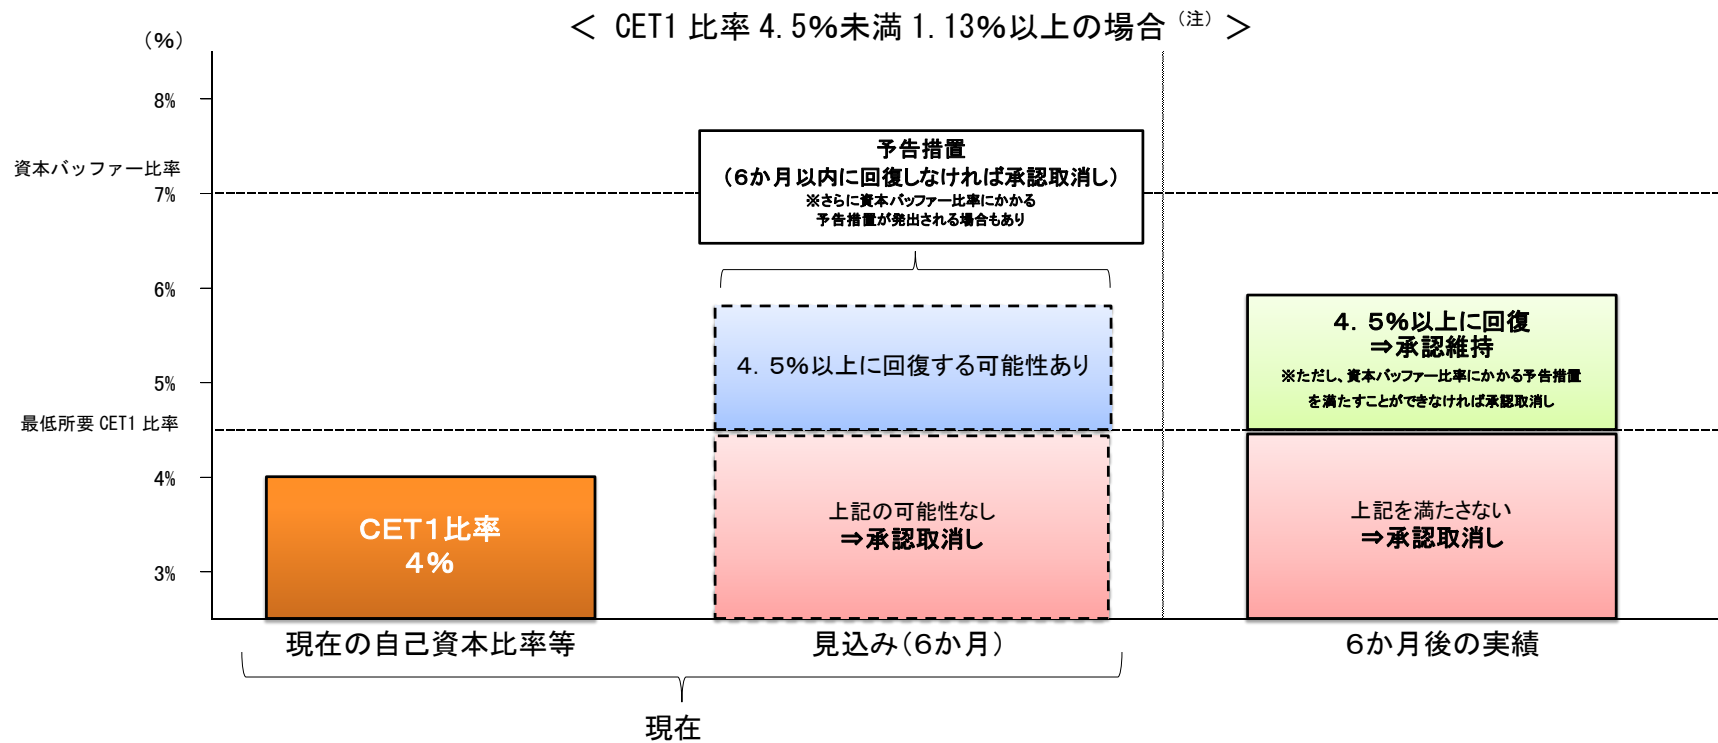 ＜ CET1 比率 4.5%未満 1.13%以上の場合（注）＞
（%）
8%
資本バッファー比率
7%
6%
5%
最低所要 CET1 比率
4%
3%
予告措置
（６か月以内に回復しなければ承認取消し）
※さらに資本バッファー比率にかかる
予告措置が発出される場合もあり
４．５％以上に回復する可能性あり
４．５％以上に回復
⇒承認維持
※ただし、資本バッファー比率にかかる予告措置
を満たすことができなければ承認取消し
ＣＥＴ１比率
４％
上記の可能性なし
⇒承認取消し
上記を満たさない
⇒承認取消し
現在の自己資本比率等
見込み（６か月）
６か月後の実績
現在